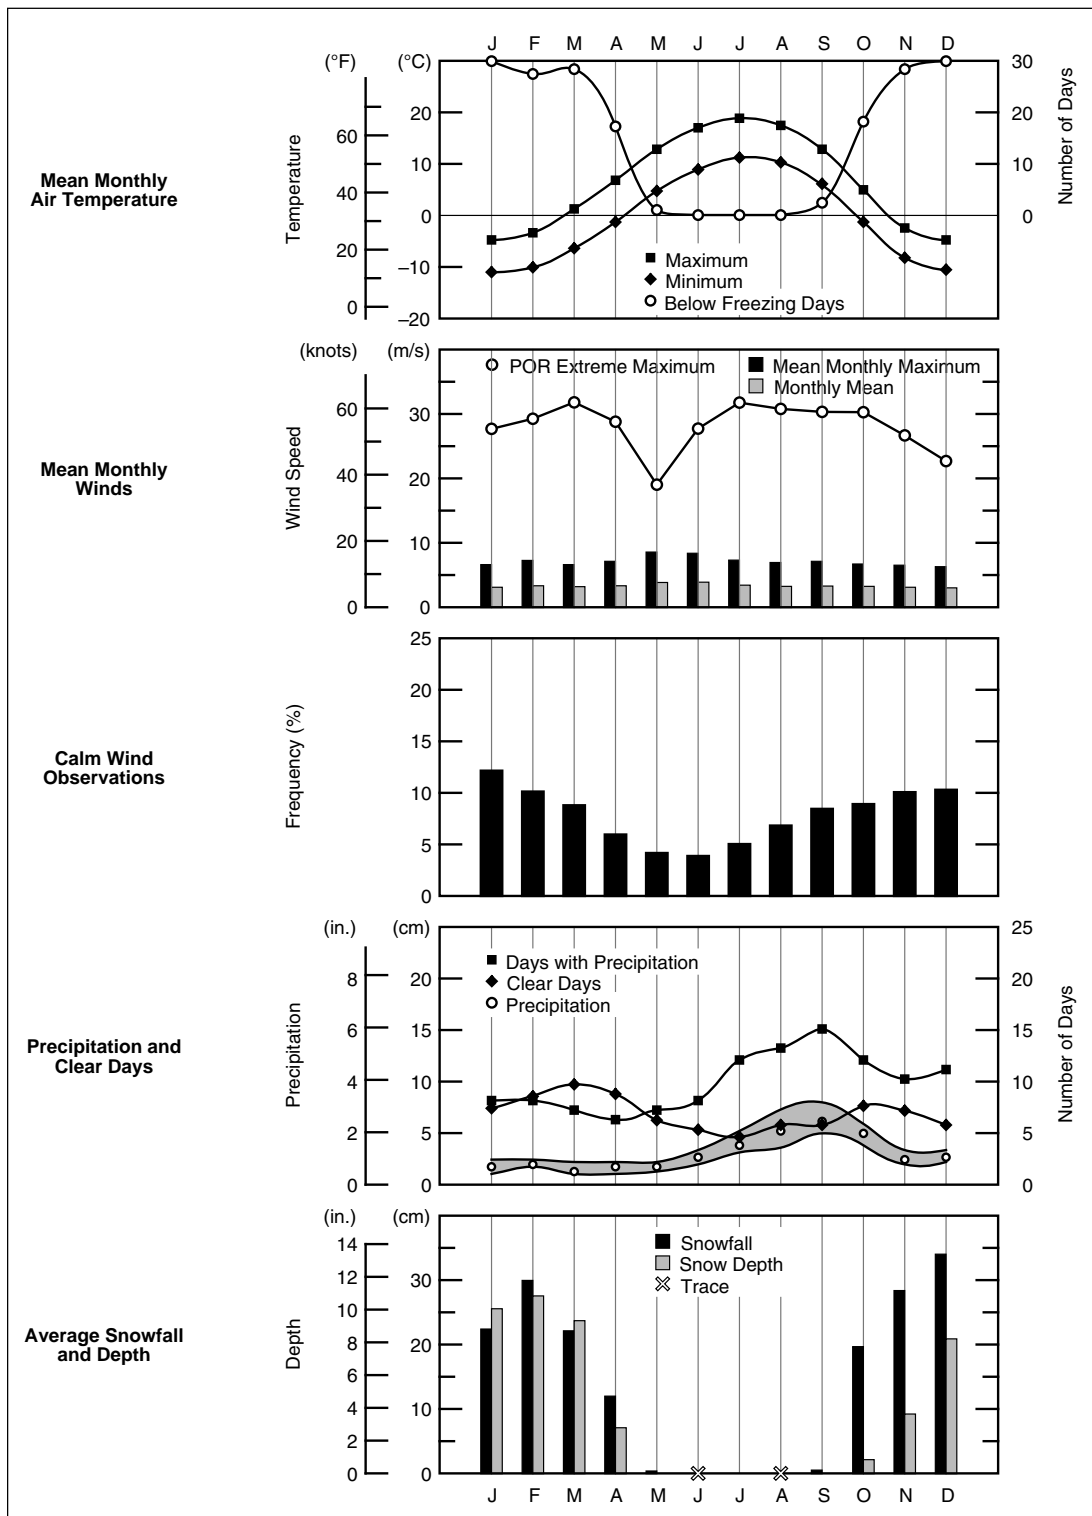 J F M A M J J A S O N D
(°F) (°C)
30
20 20
60
10 10
40
0 0
20
–10
0
–20
Mean Monthly
Air Temperature
Temperature
Number of Days
Maximum
Minimum
Below Freezing Days
(knots) (m/s)
POR Extreme Maximum
Mean Monthly Maximum
Monthly Mean
60
30
40
20
20
10
0 0
Mean Monthly
Winds
Wind Speed
25
20
15
10
5
0
Calm Wind
Observations
Frequency (%)
(in.) (cm)
25
8 20 20
6 15 15
4 10 10
2 5 5
0 0 0
Days with Precipitation
Clear Days
Precipitation
Precipitation and
Clear Days
Precipitation
Number of Days
(in.) (cm)
14
12 30
10
8 20
6
4 10
2
0 0
Snowfall
Snow Depth
Trace
Average Snowfall
and Depth
Depth
J F M A M J J A S O N D